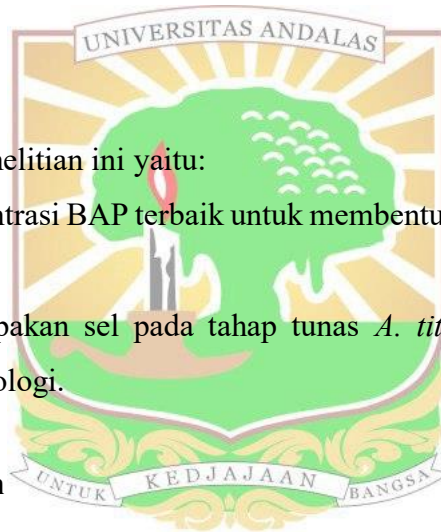 UNIVERSITAS ANDALAS
elitian ini yaitu:
ntrasi BAP terbaik untuk membentu
pakan sel pada tahap tunas A. tit
ologi.
n
UNTUK KEDJAJAAN BANGSA